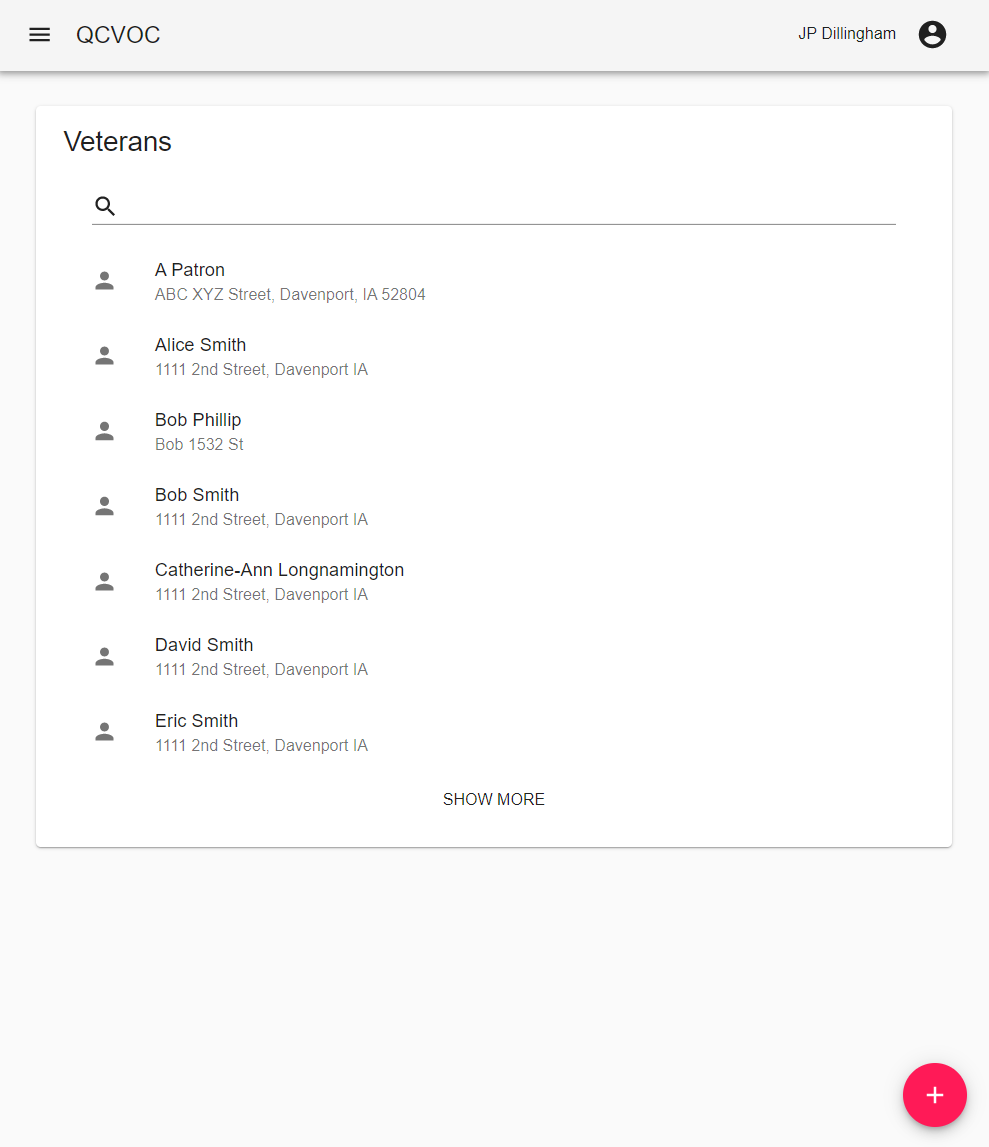 QCVOC
JP Dillingham
Veterans
A Patron
ABC XYZ Street, Davenport, IA 52804
Alice Smith
1111 2nd Street, Davenport IA
Bob Phillip
Bob 1532 St
Bob Smith
1111 2nd Street, Davenport IA
Catherine-Ann Longnamington
1111 2nd Street, Davenport IA
David Smith
1111 2nd Street, Davenport IA
Eric Smith
1111 2nd Street, Davenport IA
SHOW MORE